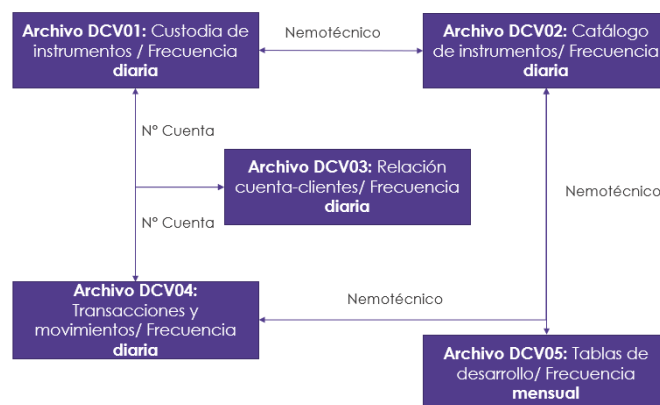 Archivo DCV01: Custodia de
instrumentos / Frecuencia
diaria
Nemotécnico
Archivo DCV02: Catálogo
de instrumentos/ Frecuencia
diaria
N° Cuenta
Archivo DCV03: Relación
cuenta-clientes/ Frecuencia
diaria
Nemotécnico
N° Cuenta
Archivo DCV04:
Transacciones y
movimientos/ Frecuencia
diaria
Nemotécnico
Archivo DCV05: Tablas de
desarrollo/ Frecuencia
mensual